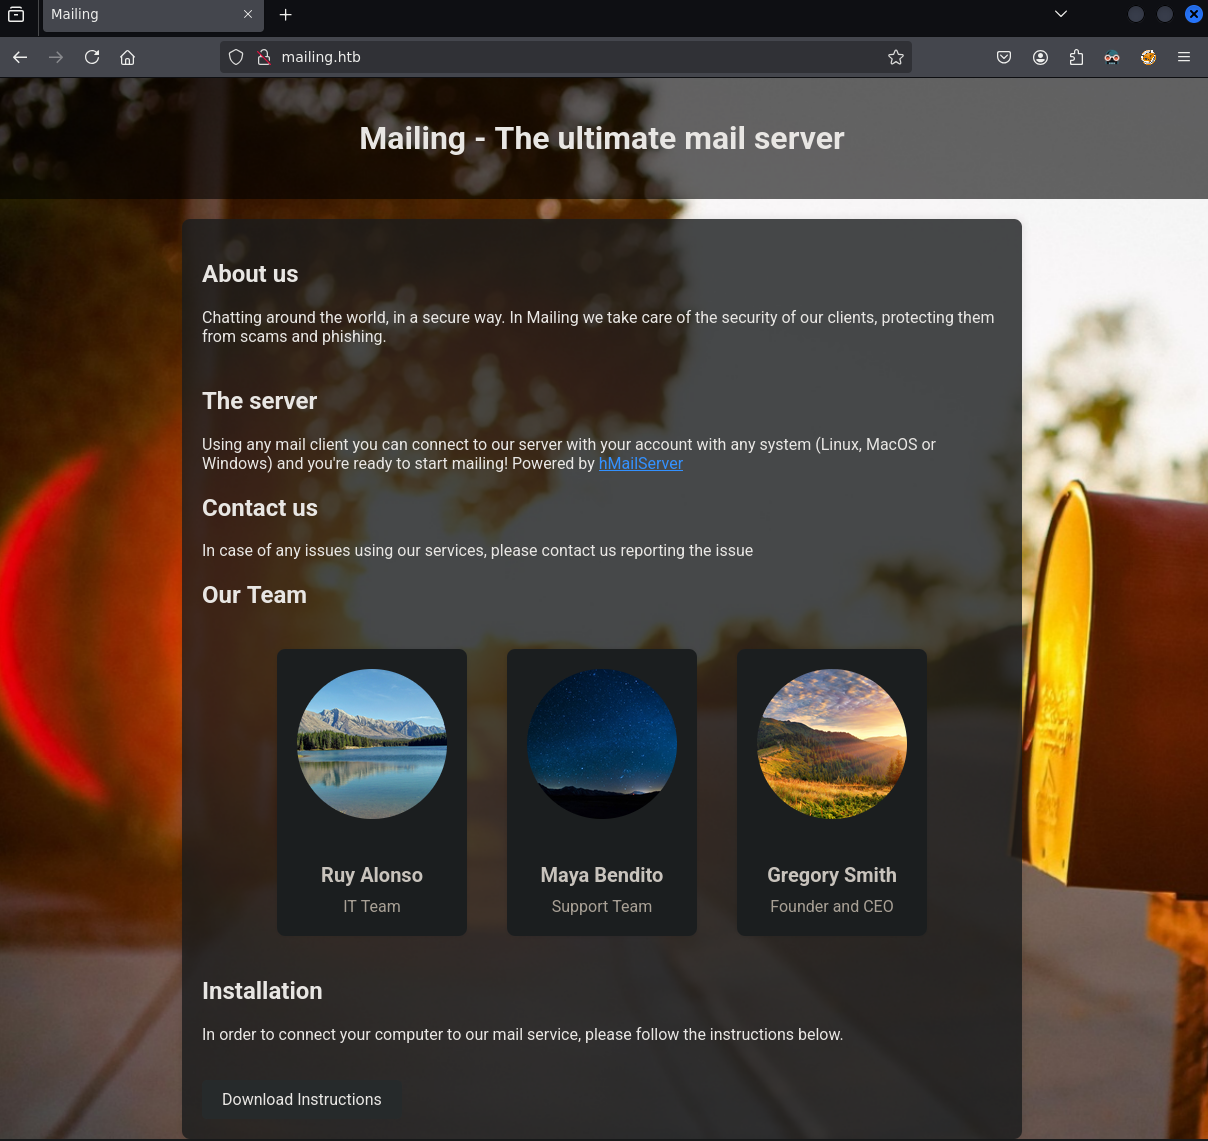 Mailing
mailing.htb
Mailing - The ultimate mail server
About us
Chatting around the world, in a secure way. In Mailing we take care of the security of our clients, protecting them
from scams and phishing.
The server
Using any mail client you can connect to our server with your account with any system (Linux, MacOS or
Windows) and you're ready to start mailing! Powered by hMailServer
Contact us
In case of any issues using our services, please contact us reporting the issue
Our Team
Ruy Alonso
IT Team
Maya Bendito
Support Team
Gregory Smith
Founder and CEO
Installation
In order to connect your computer to our mail service, please follow the instructions below.
Download Instructions